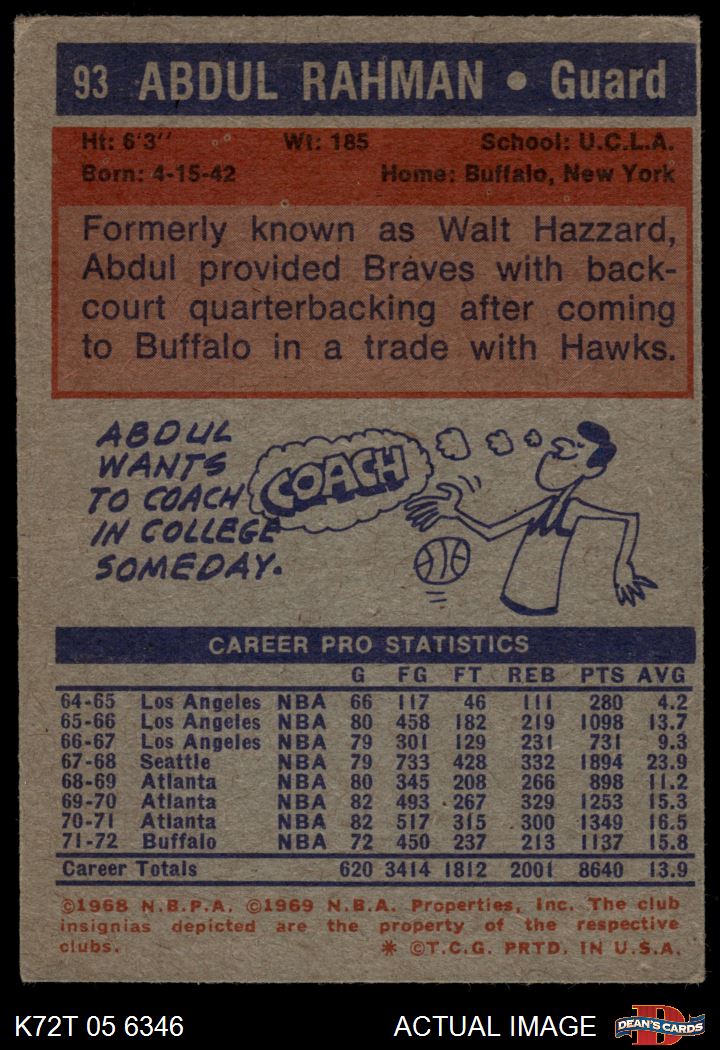 93 ABDUL RAHMAN • Guard
Ht: 6'3'' Wt: 185 School: U.C.L.A.
Born: 4-15-42 Home: Buffalo, New York
Formerly known as Walt Hazzard,
Abdul provided Braves with back-
court quarterbacking after coming
to Buffalo in a trade with Hawks.
ABDUL
WANTS
TO COACH
IN COLLEGE
SOMEDAY.
COACH
CAREER PRO STATISTICS
G FG FT REB PTS AVG
64-65 Los Angeles NBA 66 117 46 111 280 4.2
65-66 Los Angeles NBA 80 458 182 219 1098 13.7
66-67 Los Angeles NBA 79 301 129 231 731 9.3
67-68 Seattle NBA 79 733 428 332 1894 23.9
68-69 Atlanta NBA 80 345 208 266 898 11.2
69-70 Atlanta NBA 82 493 267 329 1253 15.3
70-71 Atlanta NBA 82 517 315 300 1349 16.5
71-72 Buffalo NBA 72 450 237 213 1137 15.8
Career Totals 620 3414 1812 2001 8640 13.9
©1968 N.B.P.A. ©1969 N.B.A. Properties, Inc. The club
insignias depicted are the property of the respective
clubs. * ©T.C.G. PRTD. IN U.S.A.
K72T 05 6346 ACTUAL IMAGE D DEAN'S CARDS